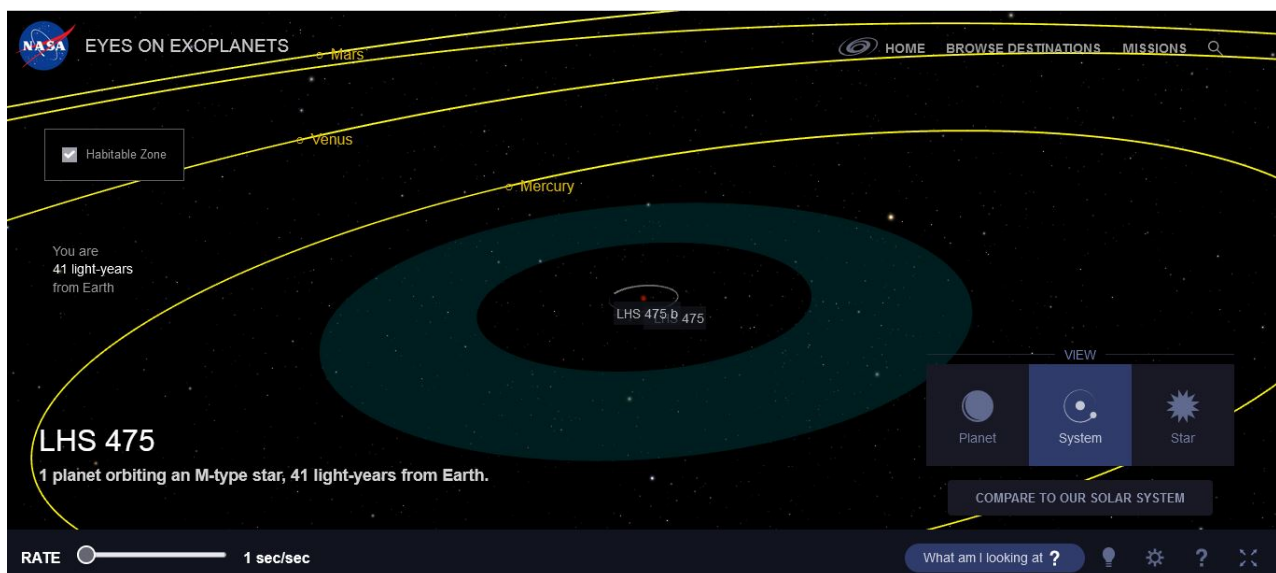 NASA
EYES ON EXOPLANETS
HOME BROWSE DESTINATIONS MISSIONS
Mars
Venus
Habitable Zone
Mercury
You are
41 light-years
from Earth
LHS 475 b
LHS 475
VIEW
Planet System Star
LHS 475
1 planet orbiting an M-type star, 41 light-years from Earth.
COMPARE TO OUR SOLAR SYSTEM
RATE 1 sec/sec
What am I looking at ?
?